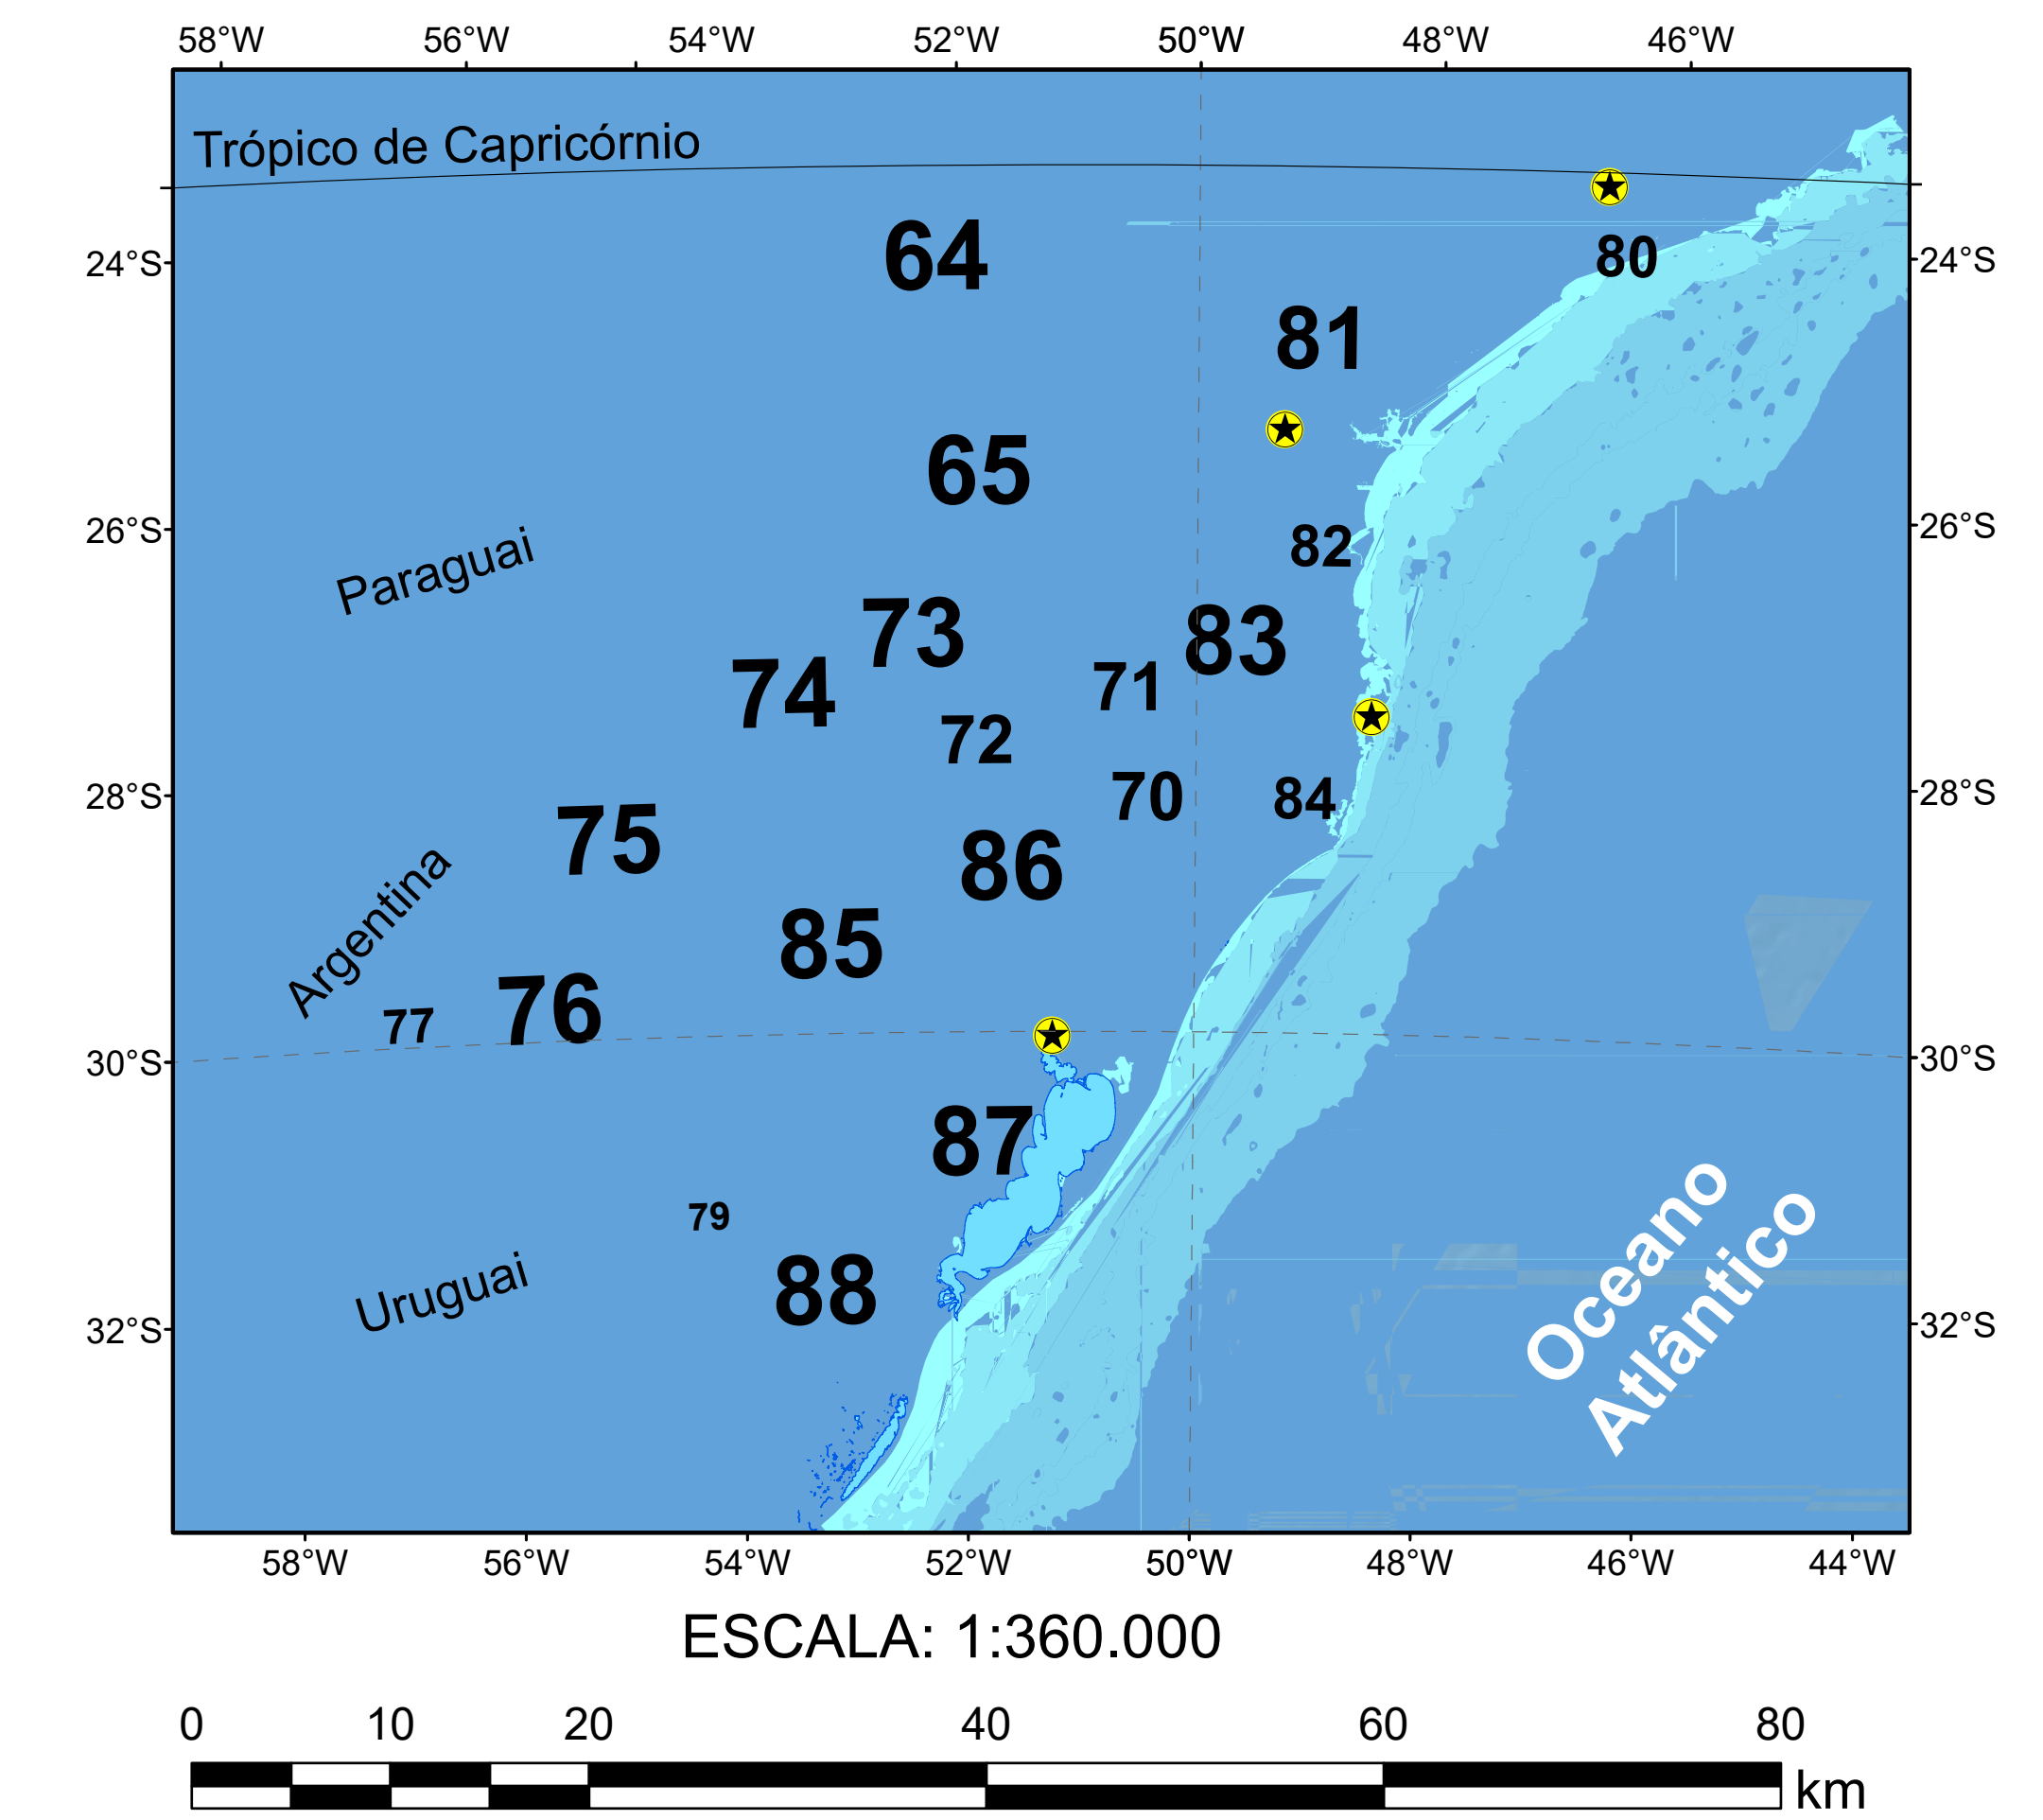 58°W 56°W 54°W 52°W 50°W 48°W 46°W
Trópico de Capricórnio
64
80
24°S 24°S
81
65
82
26°S 26°S
Paraguai
73
83
74
71
72
70
84
28°S 28°S
75
86
Argentina
85
76
77
30°S 30°S
87
79
Oceano
Atlântico
88
Uruguai
32°S 32°S
58°W 56°W 54°W 52°W 50°W 48°W 46°W 44°W
ESCALA: 1:360.000
0 10 20 40 60 80
km